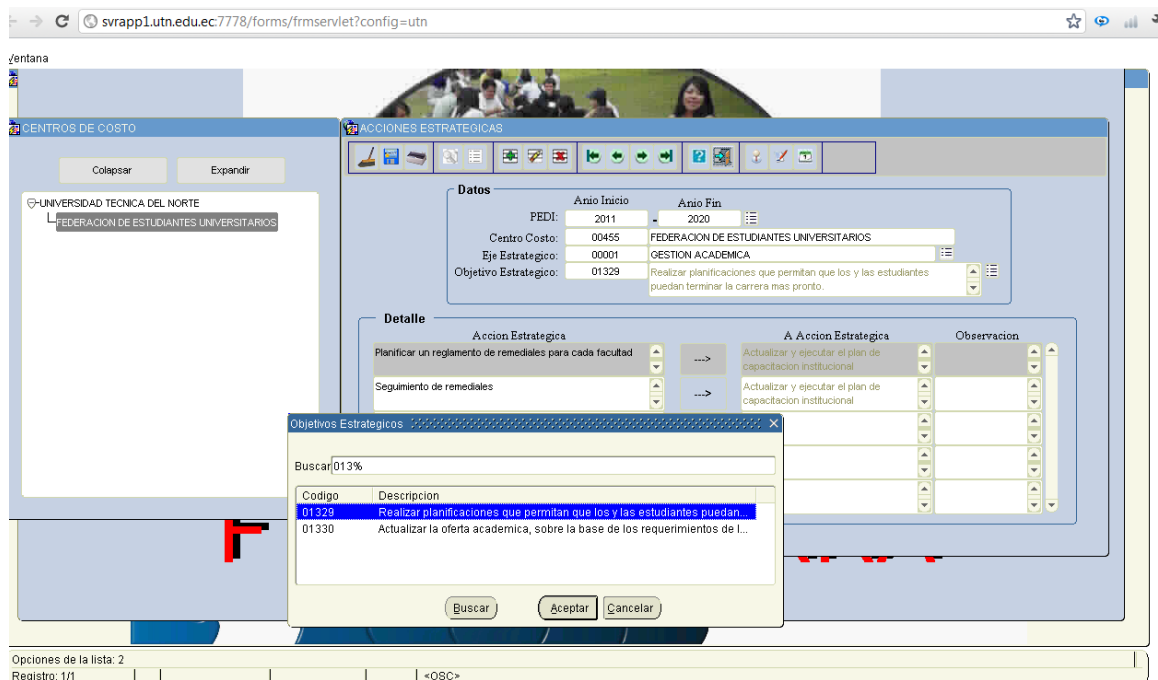 svrapp1.utn.edu.ec:7778/forms/frmservlet?config=utn
Ventana
CENTROS DE COSTO
Colapsar Expandir
UNIVERSIDAD TECNICA DEL NORTE
FEDERACION DE ESTUDIANTES UNIVERSITARIOS
ACCIONES ESTRATEGICAS
Datos
Anio Inicio Anio Fin
PEDI: 2011 - 2020
Centro Costo: 00455 FEDERACION DE ESTUDIANTES UNIVERSITARIOS
Eje Estrategico: 00001 GESTION ACADEMICA
Objetivo Estrategico: 01329 Realizar planificaciones que permitan que los y las estudiantes
puedan terminar la carrera mas pronto.
Detalle
Accion Estrategica A Accion Estrategica Observacion
Planificar un reglamento de remediales para cada facultad ---> Actualizar y ejecutar el plan de
capacitacion institucional
Seguimiento de remediales ---> Actualizar y ejecutar el plan de
capacitacion institucional
Objetivos Estrategicos
Buscar 013%
Codigo Descripcion
01329 Realizar planificaciones que permitan que los y las estudiantes puedan...
01330 Actualizar la oferta academica, sobre la base de los requerimientos de l...
Buscar Aceptar Cancelar
Opciones de la lista: 2
Registro: 1/1 <OSC>